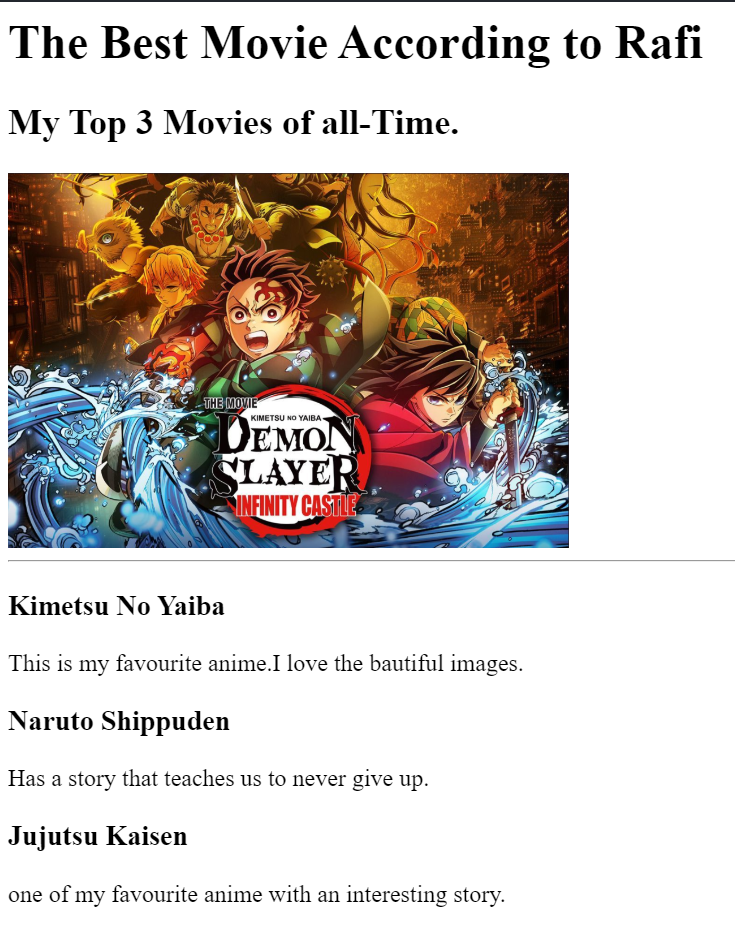 The Best Movie According to Rafi
My Top 3 Movies of all-Time.
THE MOVIE
KIMETSU NO YAIBA
DEMON
SLAYER
INFINITY CASTLE
Kimetsu No Yaiba
This is my favourite anime.I love the bautiful images.
Naruto Shippuden
Has a story that teaches us to never give up.
Jujutsu Kaisen
one of my favourite anime with an interesting story.